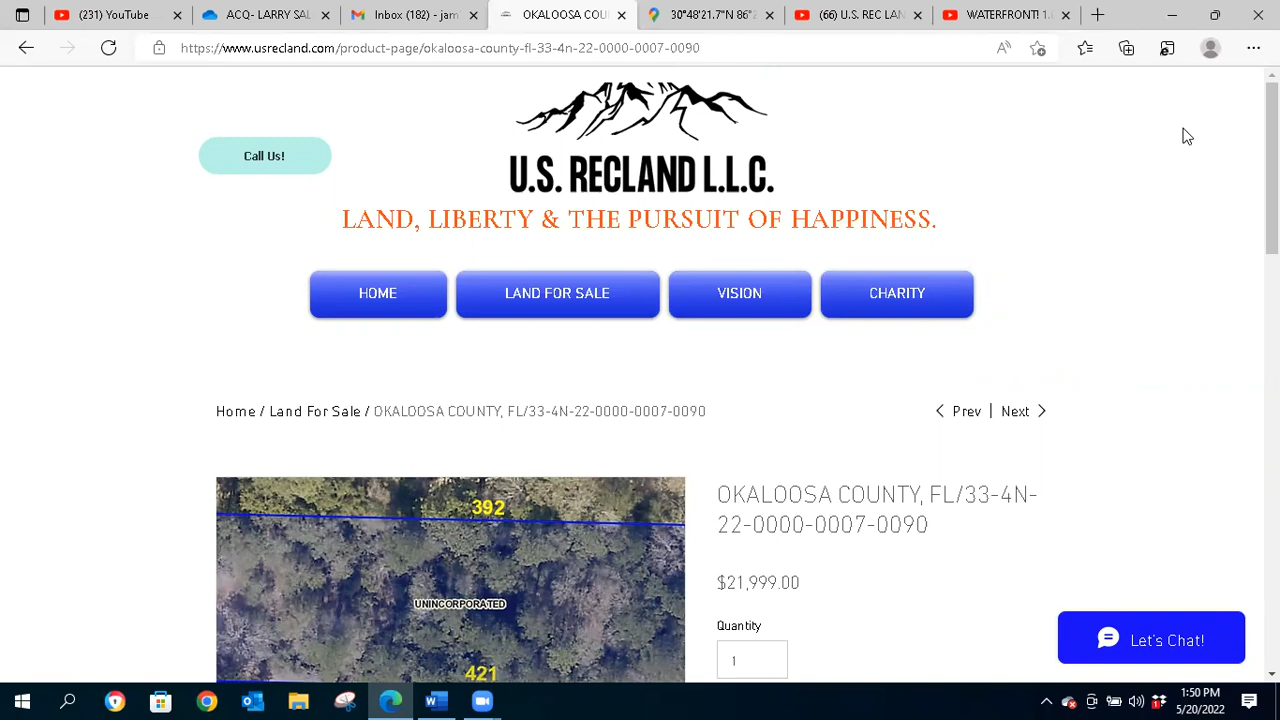 (31) YouTube
ACQ- LARRY SAL
Inbox (182) - jam
U.S. RECLAND
OKALOOSA COU
30°48'21.7"N 86°
(66) U.S. RECLAN
WATERFRONT! 1.
https://www.usrecland.com/product-page/okaloosa-county-fl-33-4n-22-0000-0007-0090
Call Us!
U.S. RECLAND L.L.C.
LAND, LIBERTY & THE PURSUIT OF HAPPINESS.
HOME
LAND FOR SALE
VISION
CHARITY
Home / Land For Sale / OKALOOSA COUNTY, FL/33-4N-22-0000-0007-0090
Prev | Next
392
UNINCORPORATED
421
OKALOOSA COUNTY, FL/33-4N-
22-0000-0007-0090
$21,999.00
Quantity
1
Let's Chat!
1:50 PM
5/20/2022